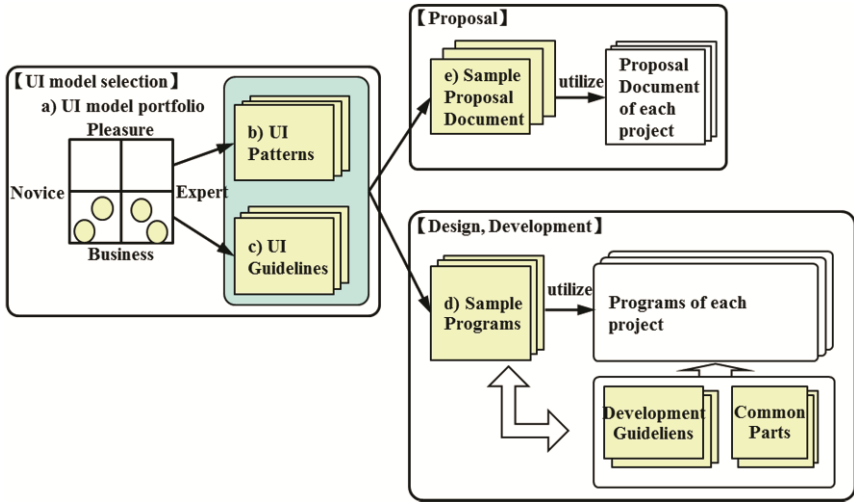 【UI model selection】
a) UI model portfolio
Pleasure
Novice
Expert
Business
b) UI
Patterns
c) UI
Guidelines
【Proposal】
e) Sample
Proposal
Document
utilize
Proposal
Document
of each
project
【Design, Development】
d) Sample
Programs
utilize
Programs of each
project
Development
Guideliens
Common
Parts